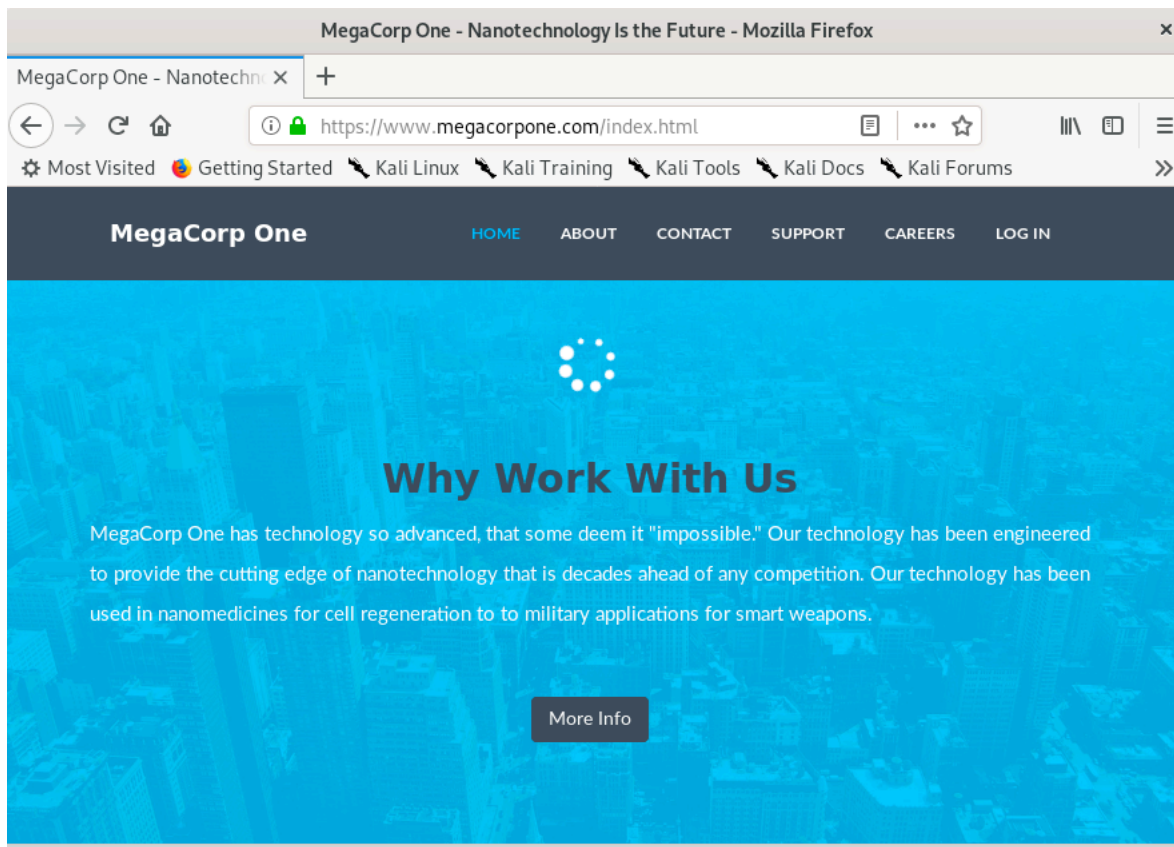 MegaCorp One - Nanotechnology Is the Future - Mozilla Firefox
MegaCorp One - Nanotechn
https://www.megacorpone.com/index.html
Most Visited Getting Started Kali Linux Kali Training Kali Tools Kali Docs Kali Forums
MegaCorp One HOME ABOUT CONTACT SUPPORT CAREERS LOG IN
Why Work With Us
MegaCorp One has technology so advanced, that some deem it "impossible." Our technology has been engineered
to provide the cutting edge of nanotechnology that is decades ahead of any competition. Our technology has been
used in nanomedicines for cell regeneration to to military applications for smart weapons.
More Info